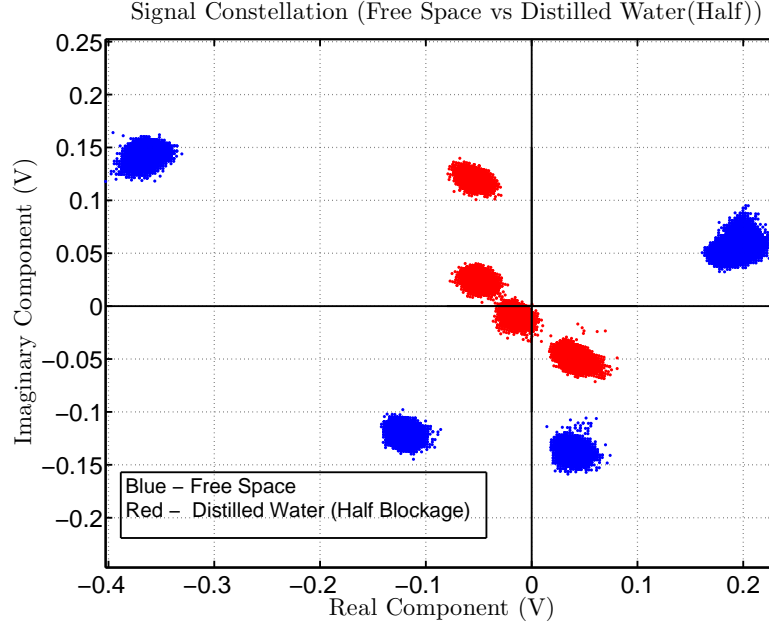 Signal Constellation (Free Space vs Distilled Water(Half))
0.25
0.2
0.15
0.1
0.05
0
−0.05
−0.1
−0.15
−0.2
Imaginary Component (V)
Blue − Free Space
Red − Distilled Water (Half Blockage)
−0.4 −0.3 −0.2 −0.1 0 0.1 0.2
Real Component (V)